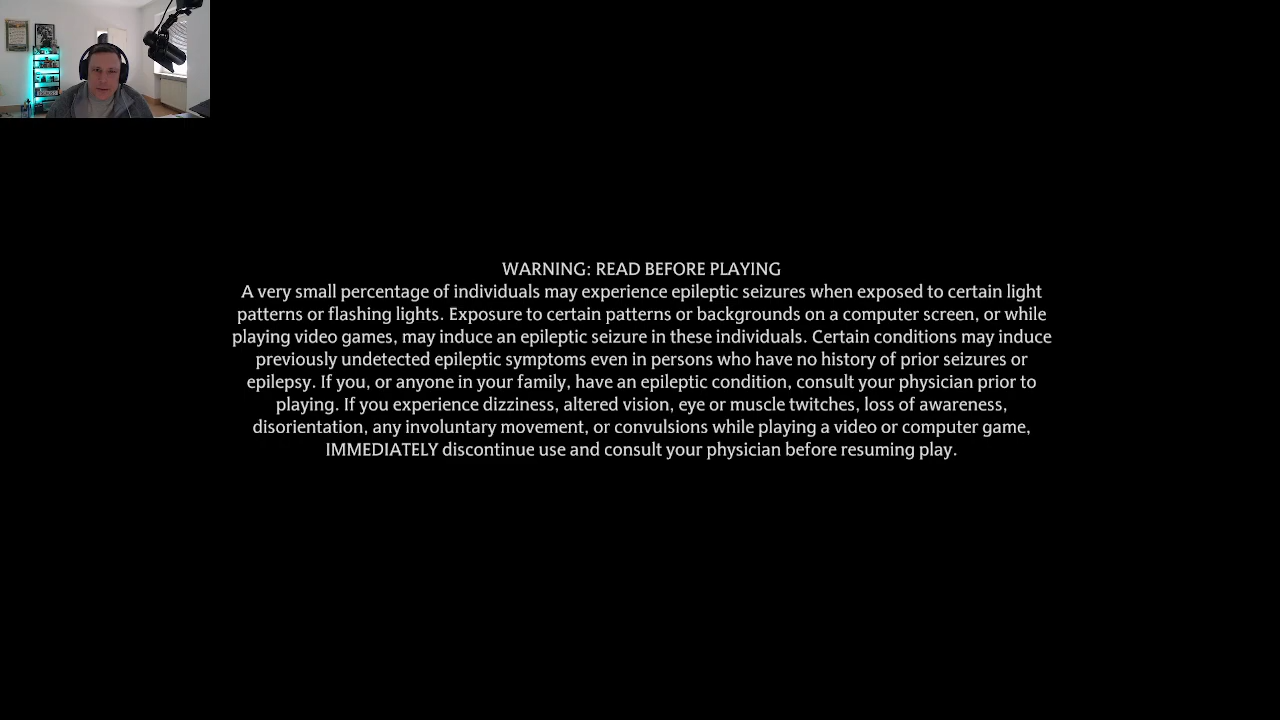 WARNING: READ BEFORE PLAYING
A very small percentage of individuals may experience epileptic seizures when exposed to certain light
patterns or flashing lights. Exposure to certain patterns or backgrounds on a computer screen, or while
playing video games, may induce an epileptic seizure in these individuals. Certain conditions may induce
previously undetected epileptic symptoms even in persons who have no history of prior seizures or
epilepsy. If you, or anyone in your family, have an epileptic condition, consult your physician prior to
playing. If you experience dizziness, altered vision, eye or muscle twitches, loss of awareness,
disorientation, any involuntary movement, or convulsions while playing a video or computer game,
IMMEDIATELY discontinue use and consult your physician before resuming play.